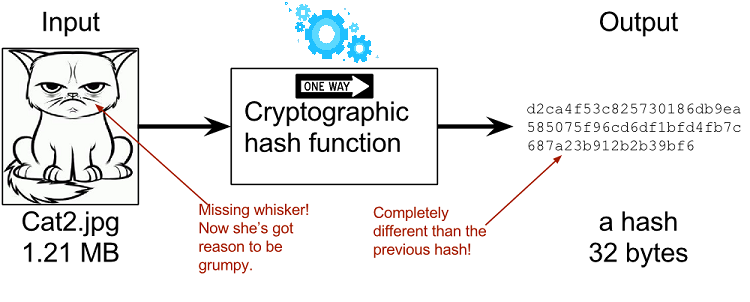 Input
Output
ONE WAY
Cryptographic
hash function
d2ca4f53c825730186db9ea
585075f96cd6df1bfd4fb7c
687a23b912b2b39bf6
Cat2.jpg
1.21 MB
Missing whisker!
Now she's got
reason to be
grumpy.
Completely
different than the
previous hash!
a hash
32 bytes